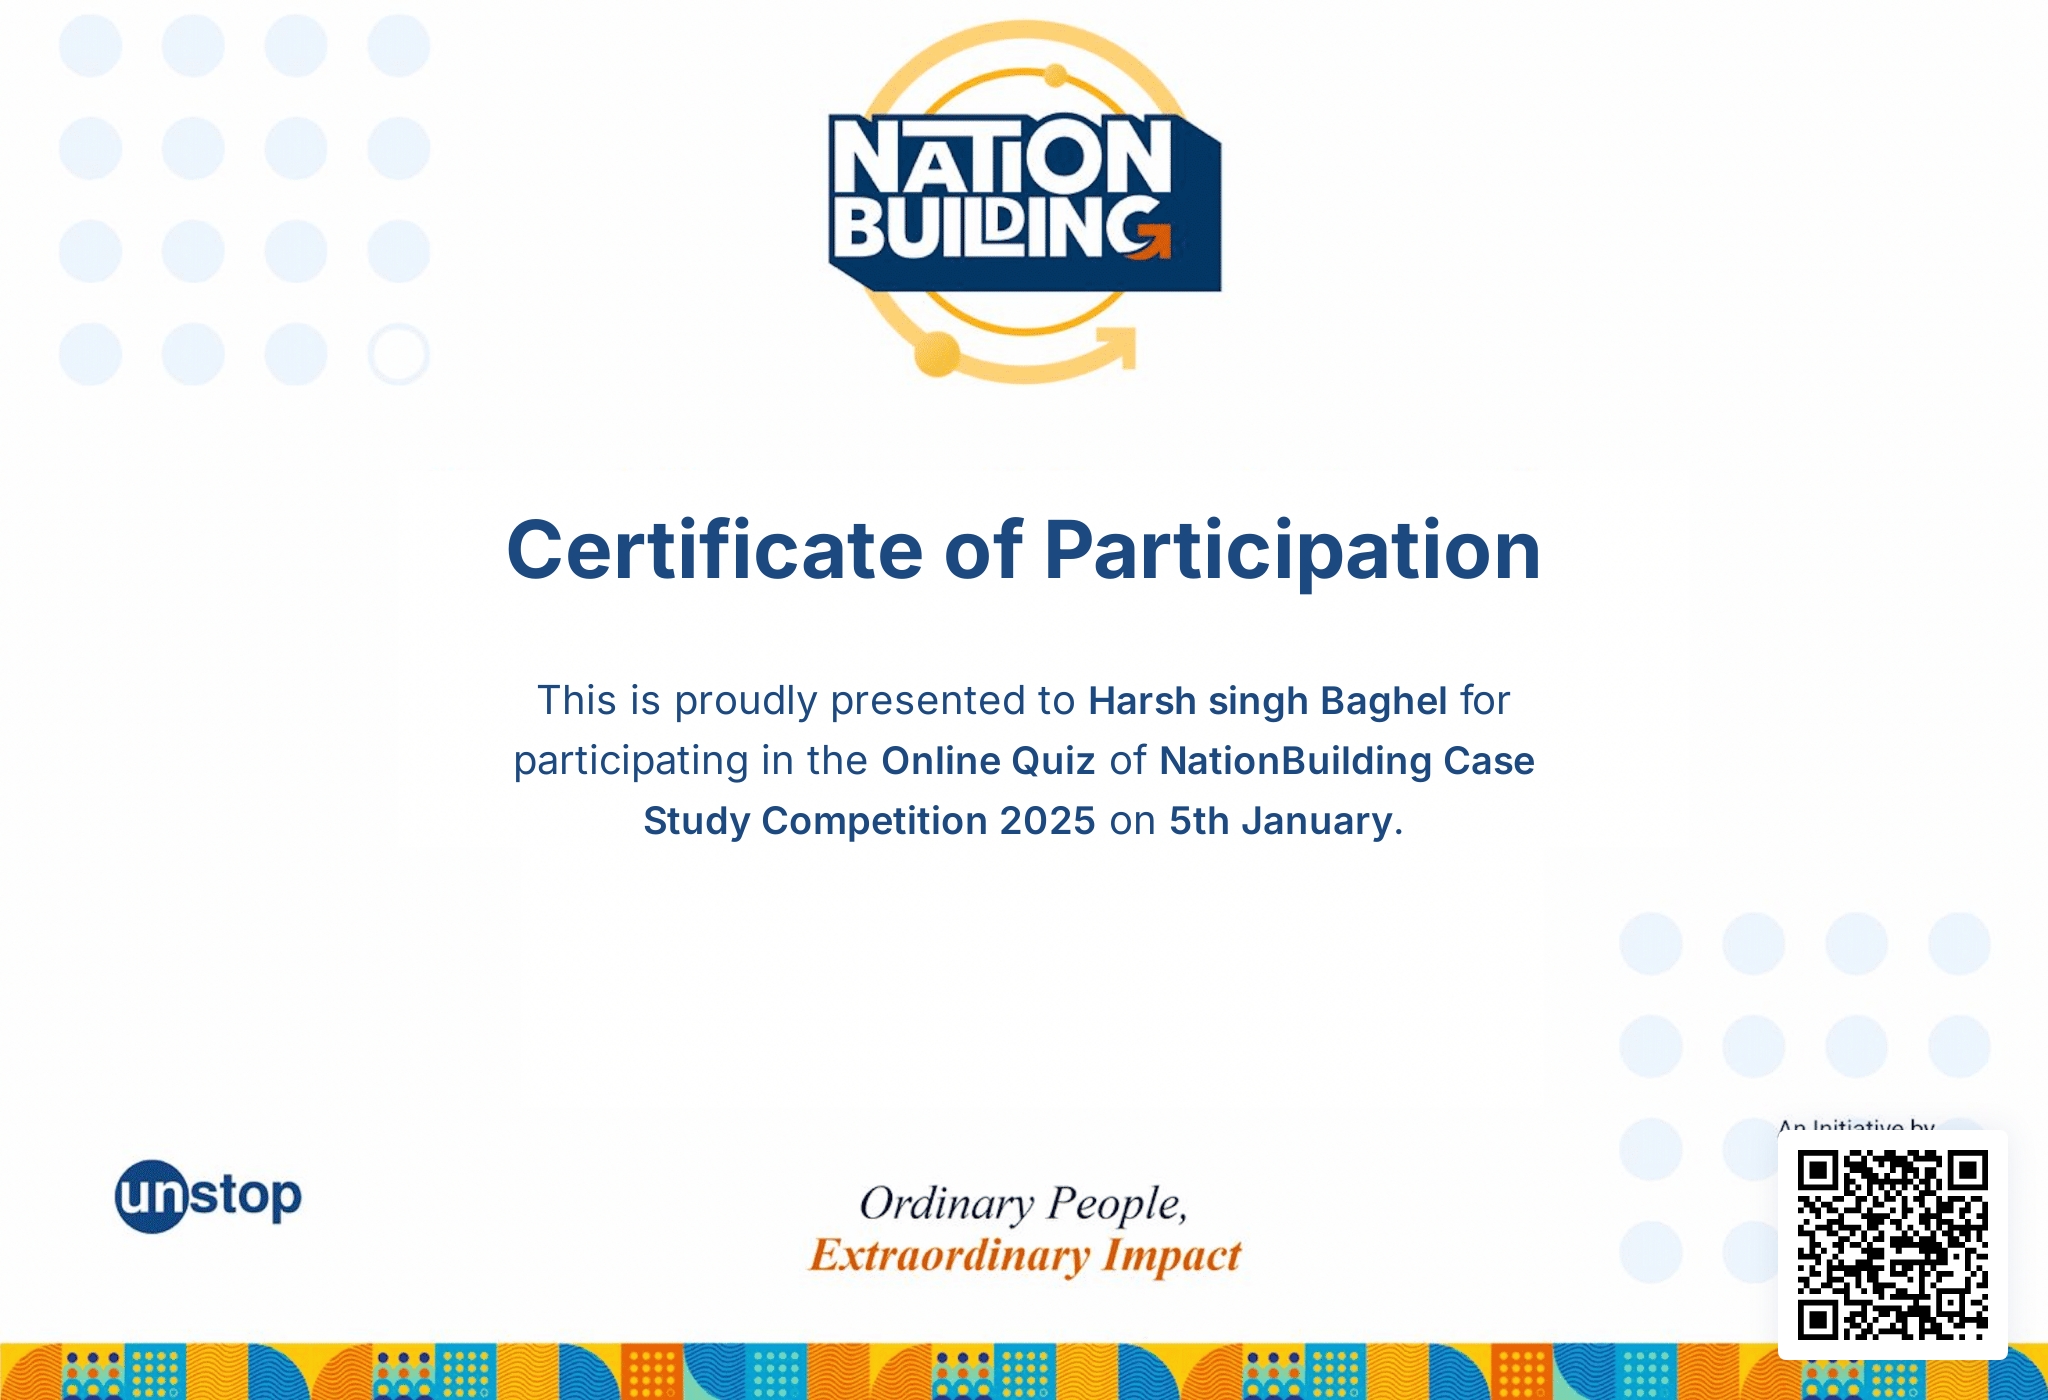 NATION
BUILDING
Certificate of Participation
This is proudly presented to Harsh singh Baghel for
participating in the Online Quiz of NationBuilding Case
Study Competition 2025 on 5th January.
An Initiative by
unstop
Ordinary People,
Extraordinary Impact